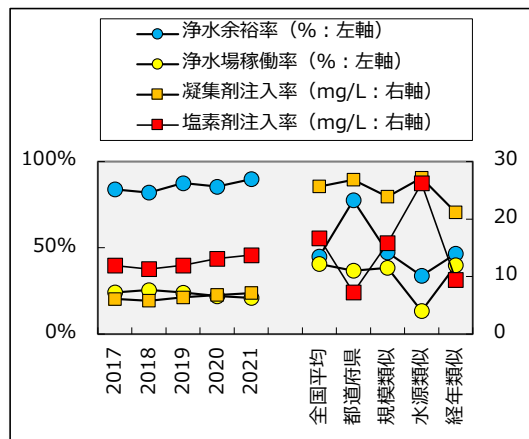 浄水余裕率（%：左軸）
浄水場稼働率（%：左軸）
凝集剤注入率（mg/L：右軸）
塩素剤注入率（mg/L：右軸）
100%
50%
0%
30
20
10
0
2017
2018
2019
2020
2021
全国平均
都道府県
規模類似
水源類似
経年類似